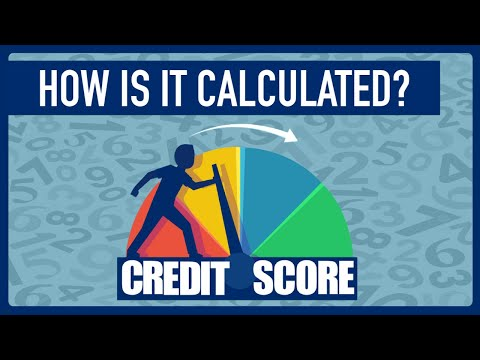 HOW IS IT CALCULATED?
CREDIT SCORE